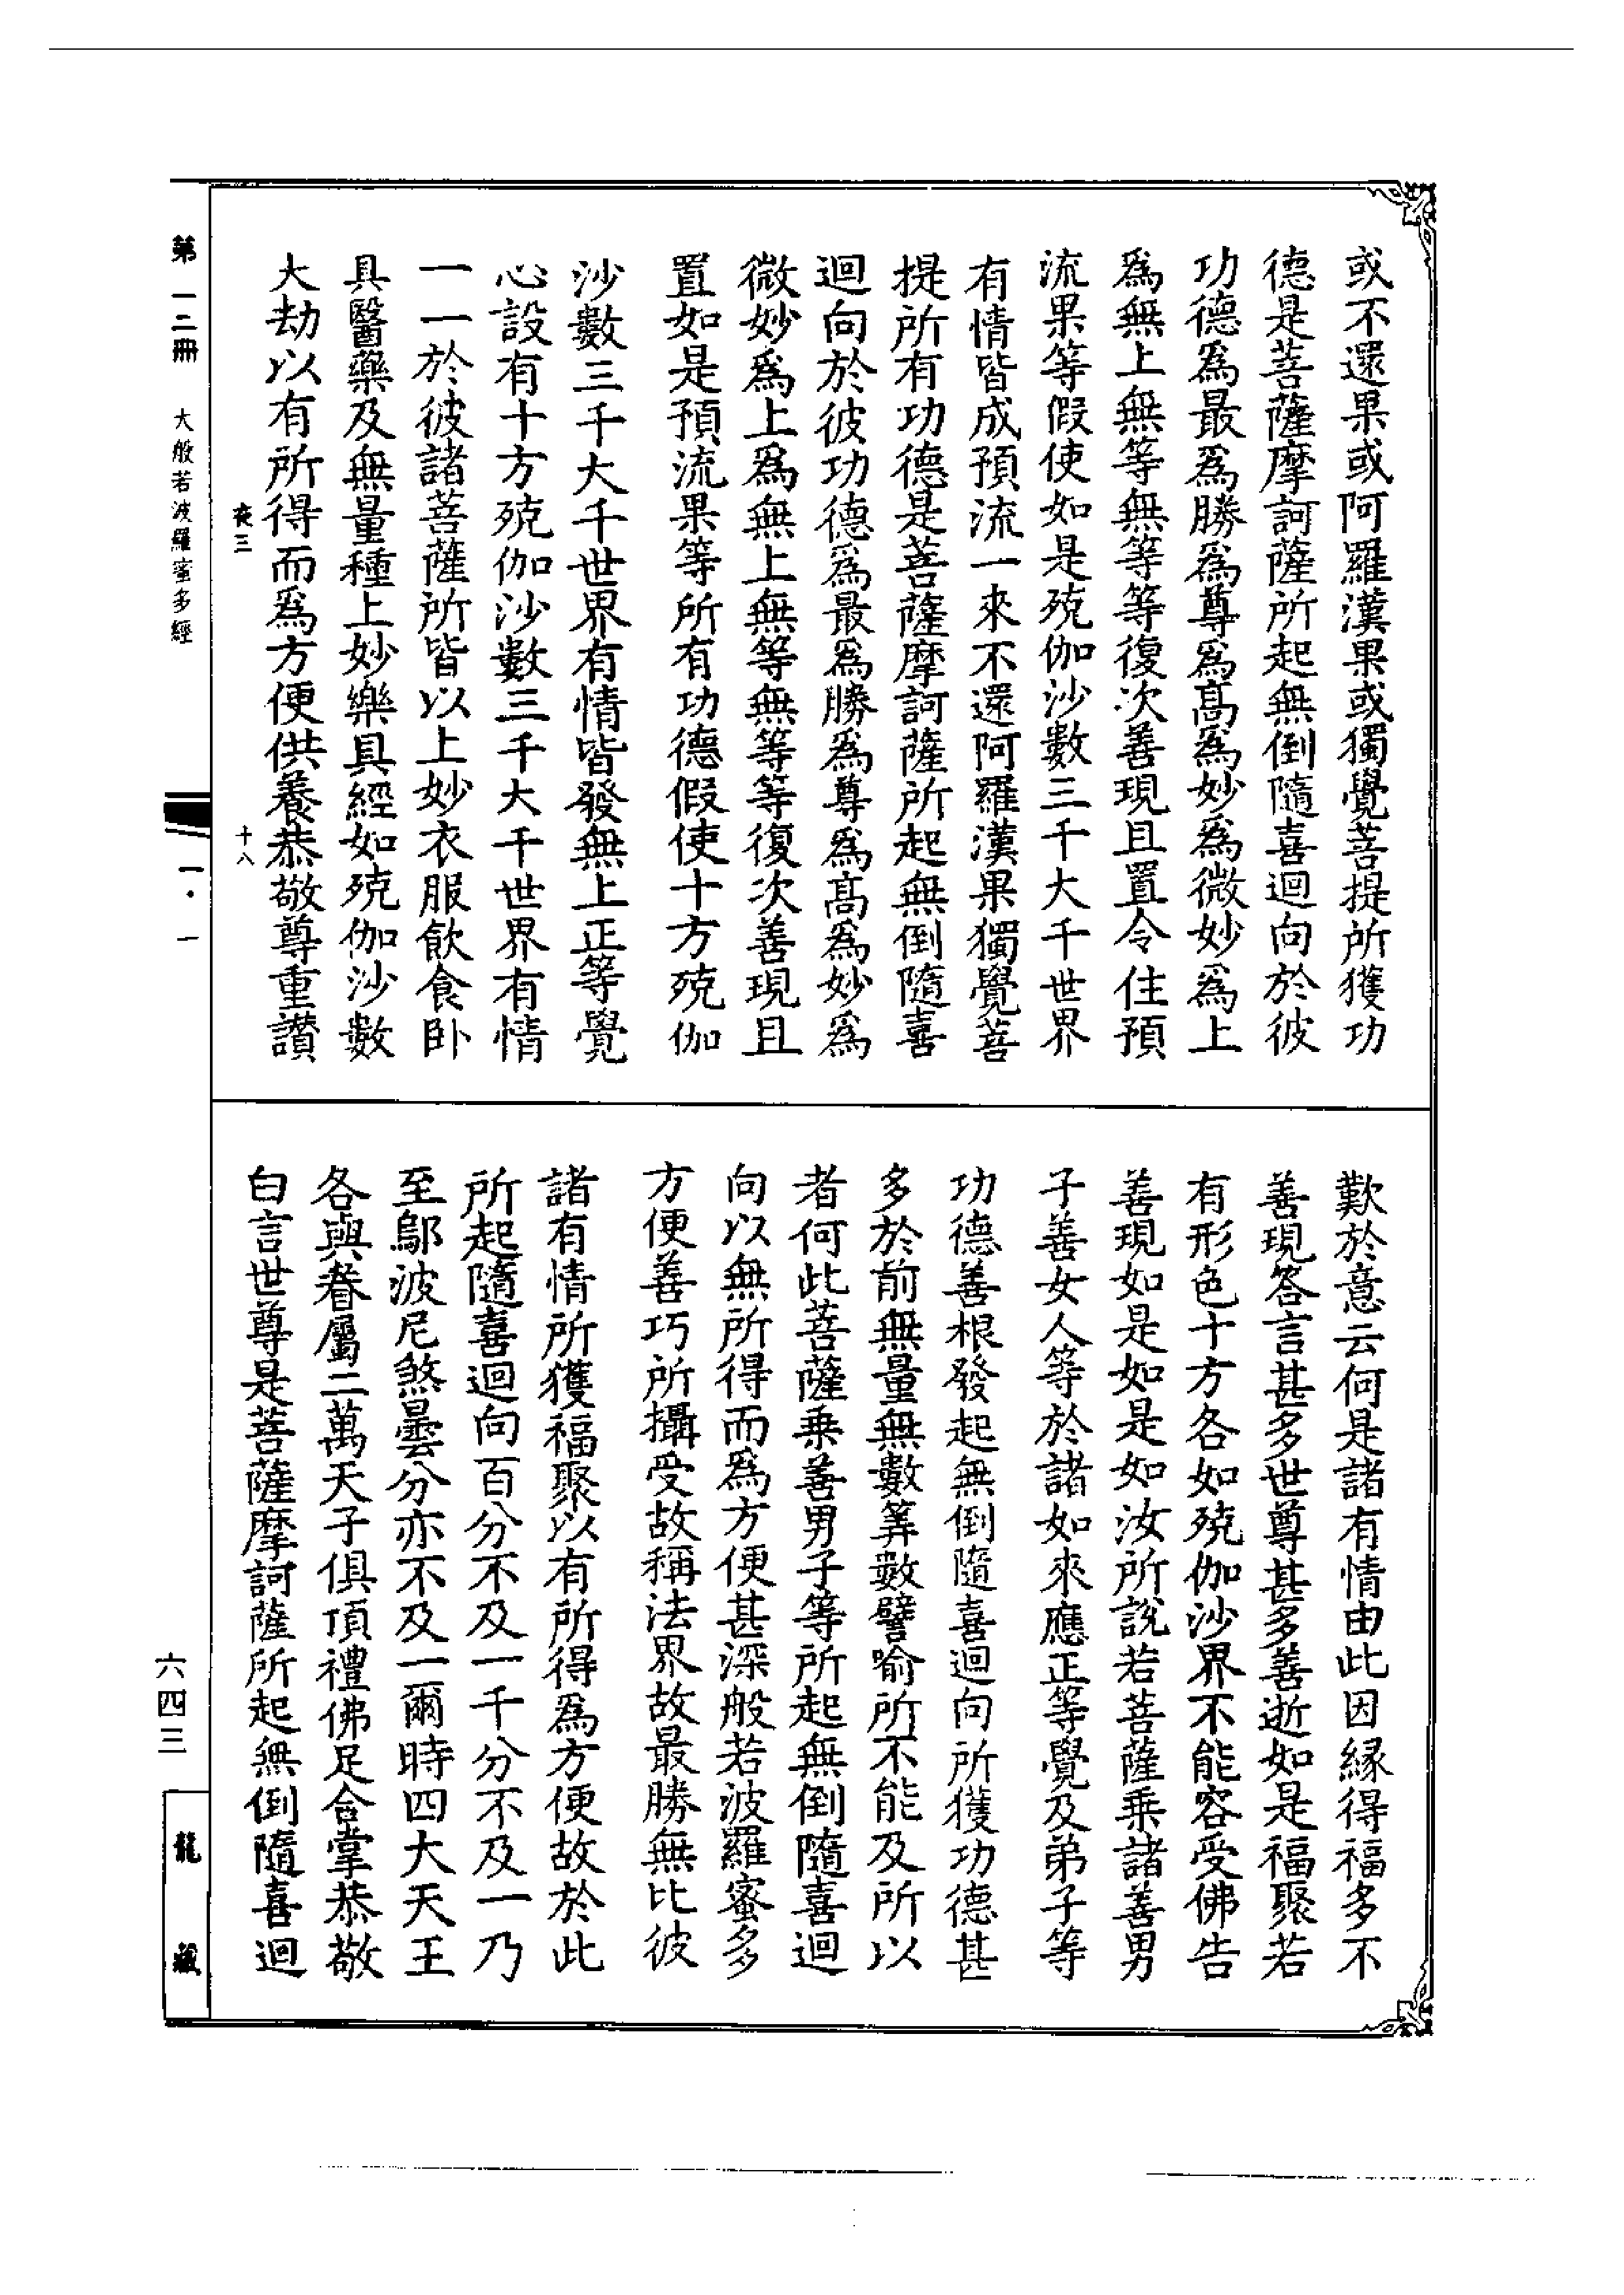 或不還果或阿羅漢果或獨覺菩提所獲功
德是菩薩摩訶薩所起無倒隨喜迴向於彼
功德爲最爲勝爲尊爲髙爲妙爲微妙爲上
爲無上無等無等等復次善現且置令住預
流果等假使如是殑伽沙數三千大千世界
有情皆成預流一來不還阿羅漢果獨覺菩
提所有功德是菩薩摩訶薩所起無倒隨喜
迴向於彼功德爲最爲勝爲尊爲髙爲妙爲
微妙爲上爲無上無等無等等復次善現且
置如是預流果等所有功德假使十方殑伽
沙數三千大千世界有情皆發無上正等覺
心設有十方殑伽沙數三千大千世界有情
一一於彼諸菩薩所皆以上妙衣服飲食卧
具醫藥及無量種上妙樂具經如殑伽沙數
大劫以有所得而爲方便供養恭敬尊重讃
歎於意云何是諸有情由此因縁得福多不
善現答言甚多世尊甚多善逝如是福聚若
有形色十方各如殑伽沙界不能容受佛告
善現如是如是如汝所説若菩薩乗諸善男
子善女人等於諸如來應正等覺及弟子等
功德善根發起無倒隨喜迴向所獲功德甚
多於前無量無數筭數譬喻所不能及所以
者何此菩薩乗善男子等所起無倒隨喜迴
向以無所得而爲方便甚深般若波羅蜜多
方便善巧所攝受故稱法界故最勝無比彼
諸有情所獲福聚以有所得爲方便故於此
所起隨喜迴向百分不及一千分不及一乃
至鄔波尼煞曇分亦不及一爾時四大天王
各與眷屬二萬天子俱頂禮佛足合掌恭敬
白言世尊是菩薩摩訶薩所起無倒隨喜迴
夜三
十八
第一二冊 大般若波羅蜜多經
一·一
六四三
龍藏